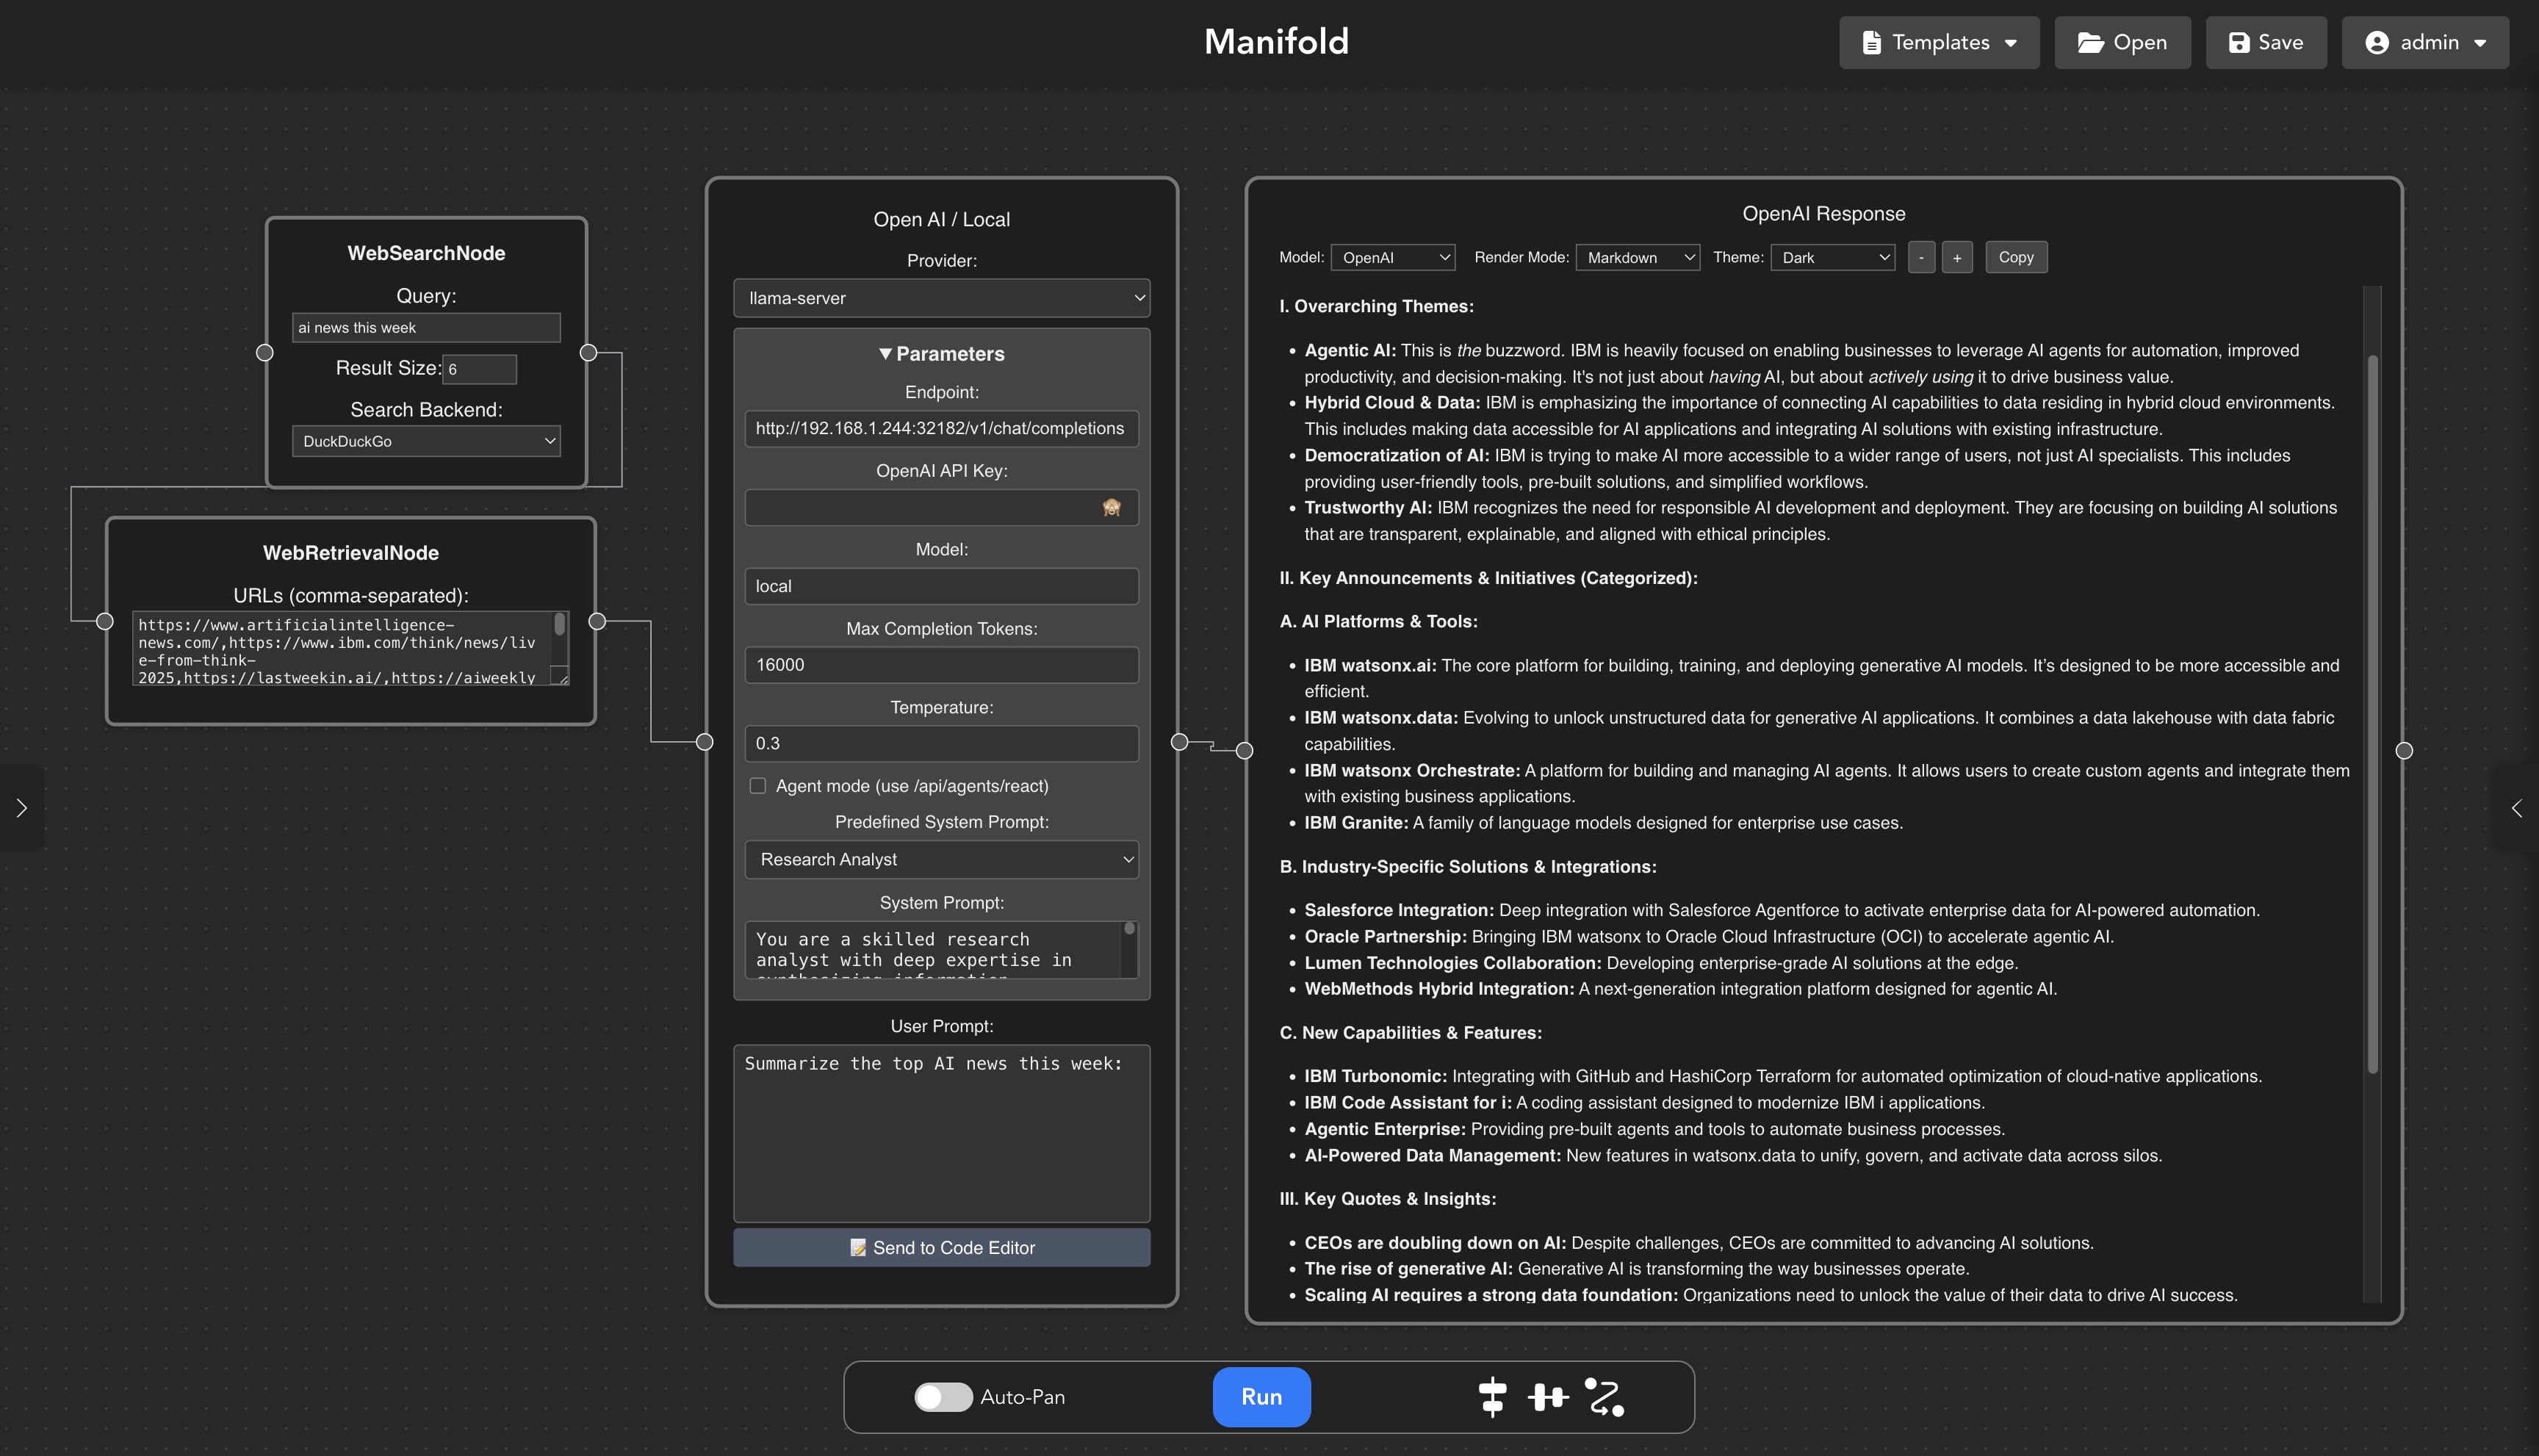 Manifold
Templates
Open
Save
admin
WebSearchNode
Query:
ai news this week
Result Size: 6
Search Backend:
DuckDuckGo
WebRetrievalNode
URLs (comma-separated):
https://www.artificialintelligence-
news.com/,https://www.ibm.com/think/news/liv
e-from-think-
2025,https://lastweekin.ai/,https://aiweekly
Open AI / Local
Provider:
llama-server
▼ Parameters
Endpoint:
http://192.168.1.244:32182/v1/chat/completions
OpenAI API Key:
Model:
local
Max Completion Tokens:
16000
Temperature:
0.3
Agent mode (use /api/agents/react)
Predefined System Prompt:
Research Analyst
System Prompt:
You are a skilled research
analyst with deep expertise in
synthesizing information
User Prompt:
Summarize the top AI news this week:
Send to Code Editor
OpenAI Response
Model: OpenAI Render Mode: Markdown Theme: Dark - + Copy
I. Overarching Themes:
• Agentic AI: This is the buzzword. IBM is heavily focused on enabling businesses to leverage AI agents for automation, improved
productivity, and decision-making. It's not just about having AI, but about actively using it to drive business value.
• Hybrid Cloud & Data: IBM is emphasizing the importance of connecting AI capabilities to data residing in hybrid cloud environments.
This includes making data accessible for AI applications and integrating AI solutions with existing infrastructure.
• Democratization of AI: IBM is trying to make AI more accessible to a wider range of users, not just AI specialists. This includes
providing user-friendly tools, pre-built solutions, and simplified workflows.
• Trustworthy AI: IBM recognizes the need for responsible AI development and deployment. They are focusing on building AI solutions
that are transparent, explainable, and aligned with ethical principles.
II. Key Announcements & Initiatives (Categorized):
A. AI Platforms & Tools:
• IBM watsonx.ai: The core platform for building, training, and deploying generative AI models. It’s designed to be more accessible and
efficient.
• IBM watsonx.data: Evolving to unlock unstructured data for generative AI applications. It combines a data lakehouse with data fabric
capabilities.
• IBM watsonx Orchestrate: A platform for building and managing AI agents. It allows users to create custom agents and integrate them
with existing business applications.
• IBM Granite: A family of language models designed for enterprise use cases.
B. Industry-Specific Solutions & Integrations:
• Salesforce Integration: Deep integration with Salesforce Agentforce to activate enterprise data for AI-powered automation.
• Oracle Partnership: Bringing IBM watsonx to Oracle Cloud Infrastructure (OCI) to accelerate agentic AI.
• Lumen Technologies Collaboration: Developing enterprise-grade AI solutions at the edge.
• WebMethods Hybrid Integration: A next-generation integration platform designed for agentic AI.
C. New Capabilities & Features:
• IBM Turbonomic: Integrating with GitHub and HashiCorp Terraform for automated optimization of cloud-native applications.
• IBM Code Assistant for i: A coding assistant designed to modernize IBM i applications.
• Agentic Enterprise: Providing pre-built agents and tools to automate business processes.
• AI-Powered Data Management: New features in watsonx.data to unify, govern, and activate data across silos.
III. Key Quotes & Insights:
• CEOs are doubling down on AI: Despite challenges, CEOs are committed to advancing AI solutions.
• The rise of generative AI: Generative AI is transforming the way businesses operate.
• Scaling AI requires a strong data foundation: Organizations need to unlock the value of their data to drive AI success.
Auto-Pan
Run